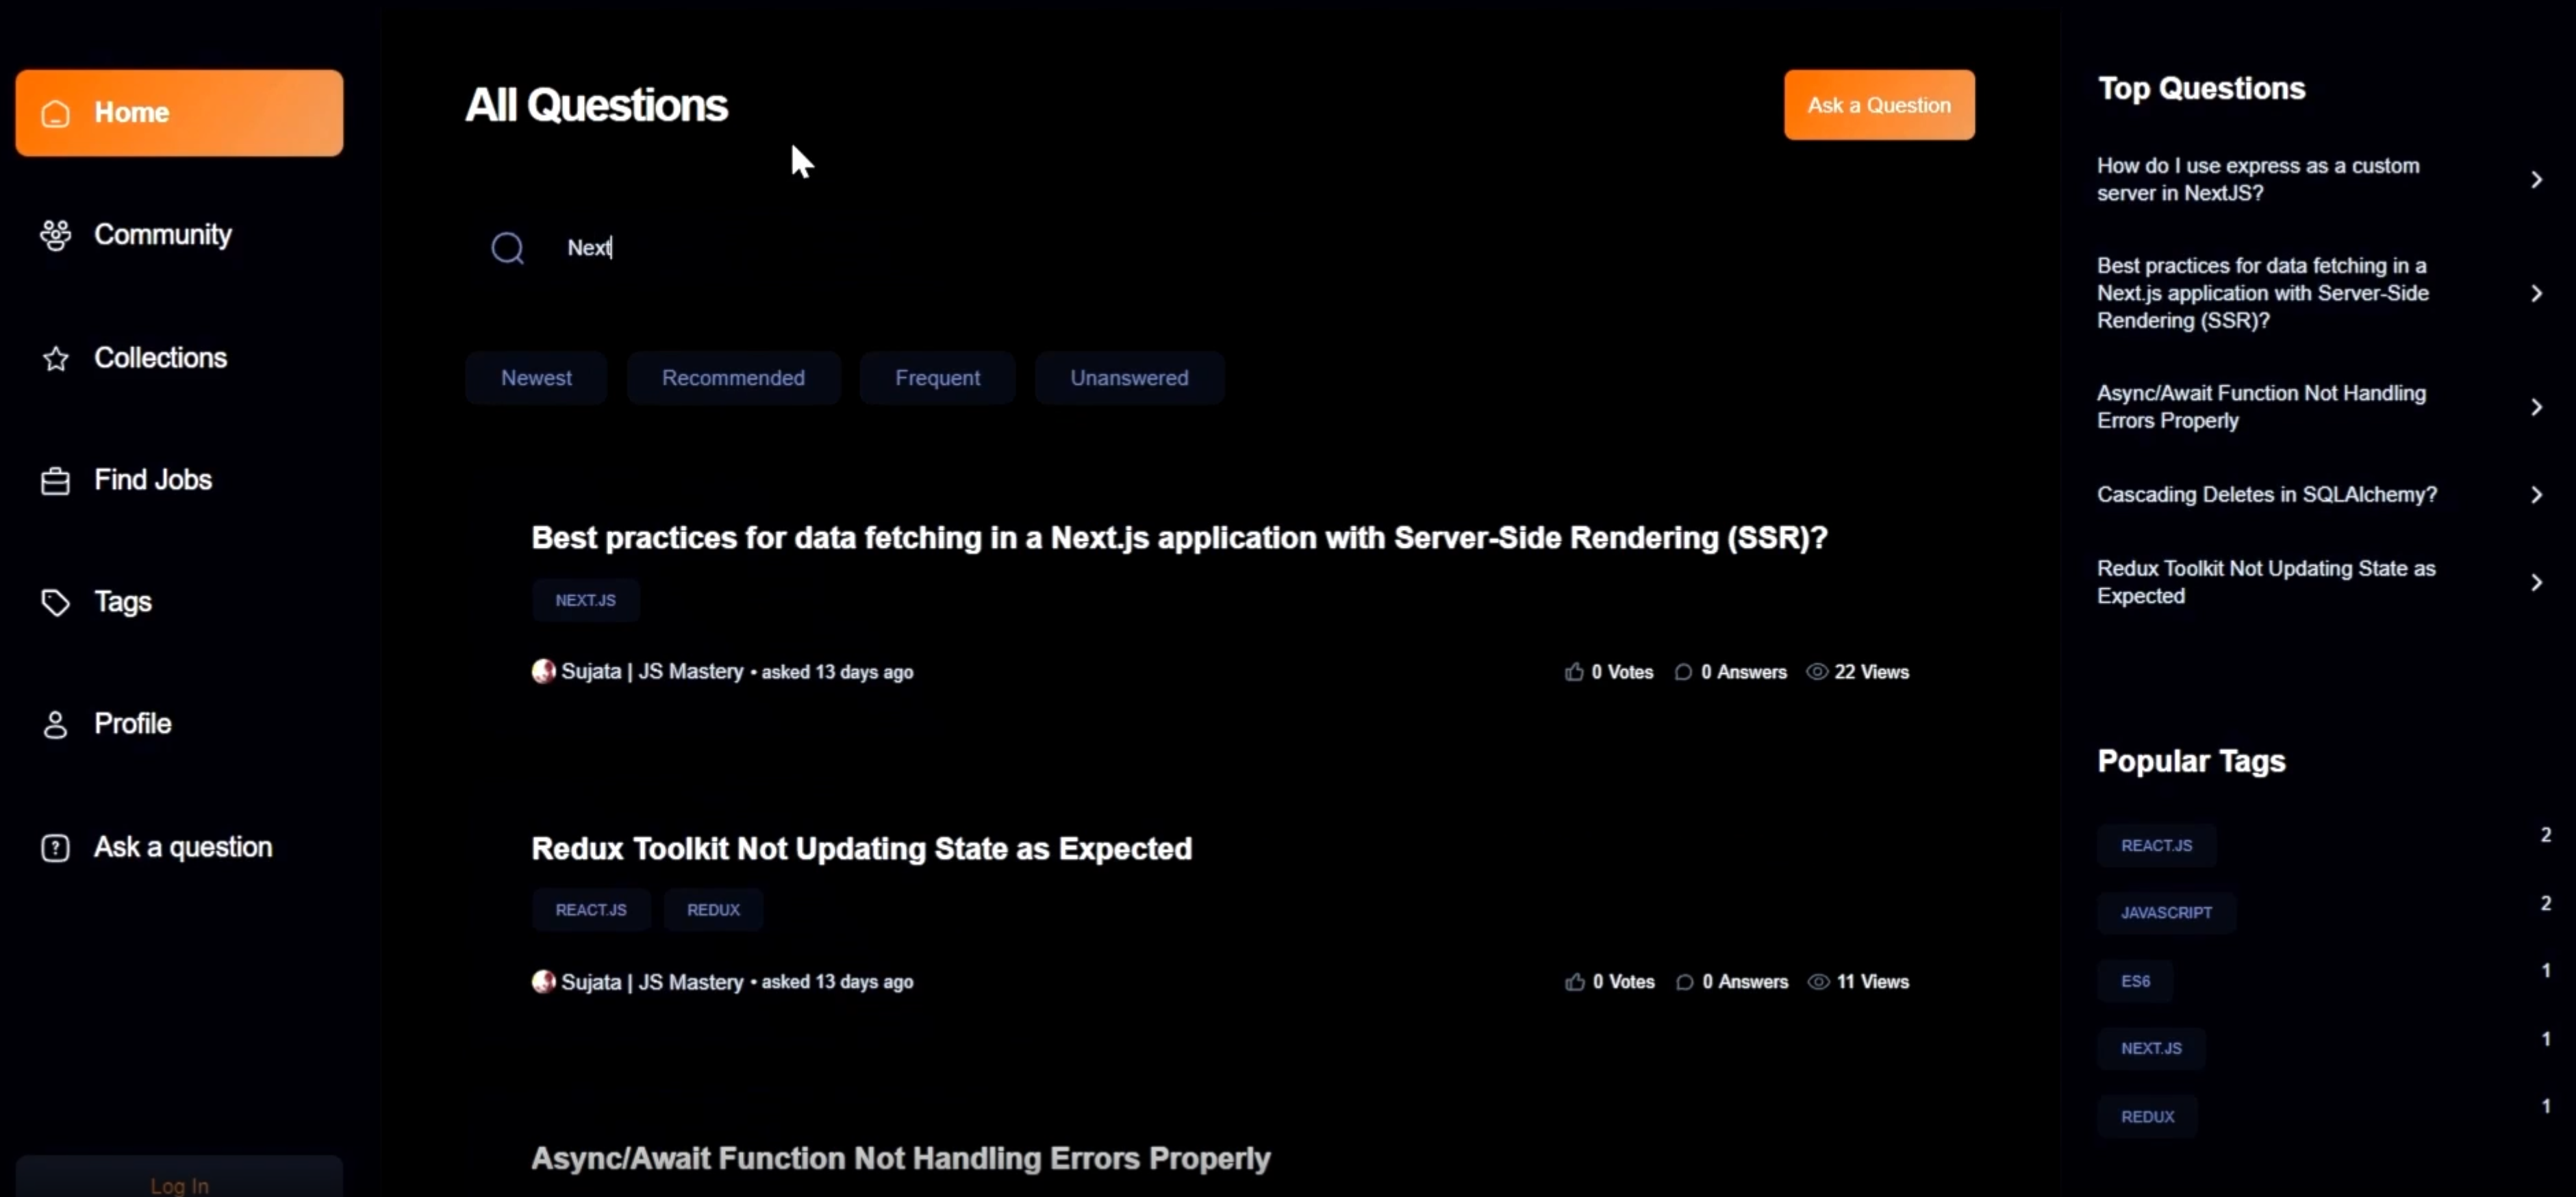 Home
Community
Collections
Find Jobs
Tags
Profile
Ask a question
Log In
All Questions
Ask a Question
Next
Newest
Recommended
Frequent
Unanswered
Best practices for data fetching in a Next.js application with Server-Side Rendering (SSR)?
NEXT.JS
Sujata | JS Mastery • asked 13 days ago
0 Votes
0 Answers
22 Views
Redux Toolkit Not Updating State as Expected
REACT.JS
REDUX
Sujata | JS Mastery • asked 13 days ago
0 Votes
0 Answers
11 Views
Async/Await Function Not Handling Errors Properly
Top Questions
How do I use express as a custom
server in NextJS?
Best practices for data fetching in a
Next.js application with Server-Side
Rendering (SSR)?
Async/Await Function Not Handling
Errors Properly
Cascading Deletes in SQLAlchemy?
Redux Toolkit Not Updating State as
Expected
Popular Tags
REACT.JS 2
JAVASCRIPT 2
ES6 1
NEXT.JS 1
REDUX 1